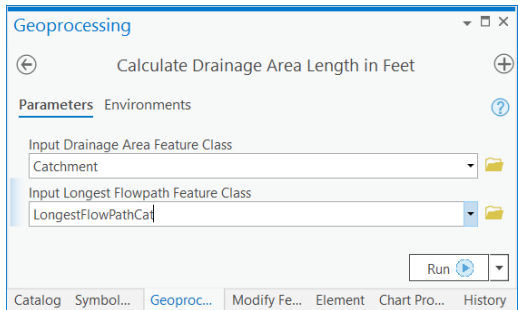 Geoprocessing
Calculate Drainage Area Length in Feet
Parameters Environments
Input Drainage Area Feature Class
Catchment
Input Longest Flowpath Feature Class
LongestFlowPathCat
Run
Catalog Symbol... Geoproc... Modify Fe... Element Chart Pro... History